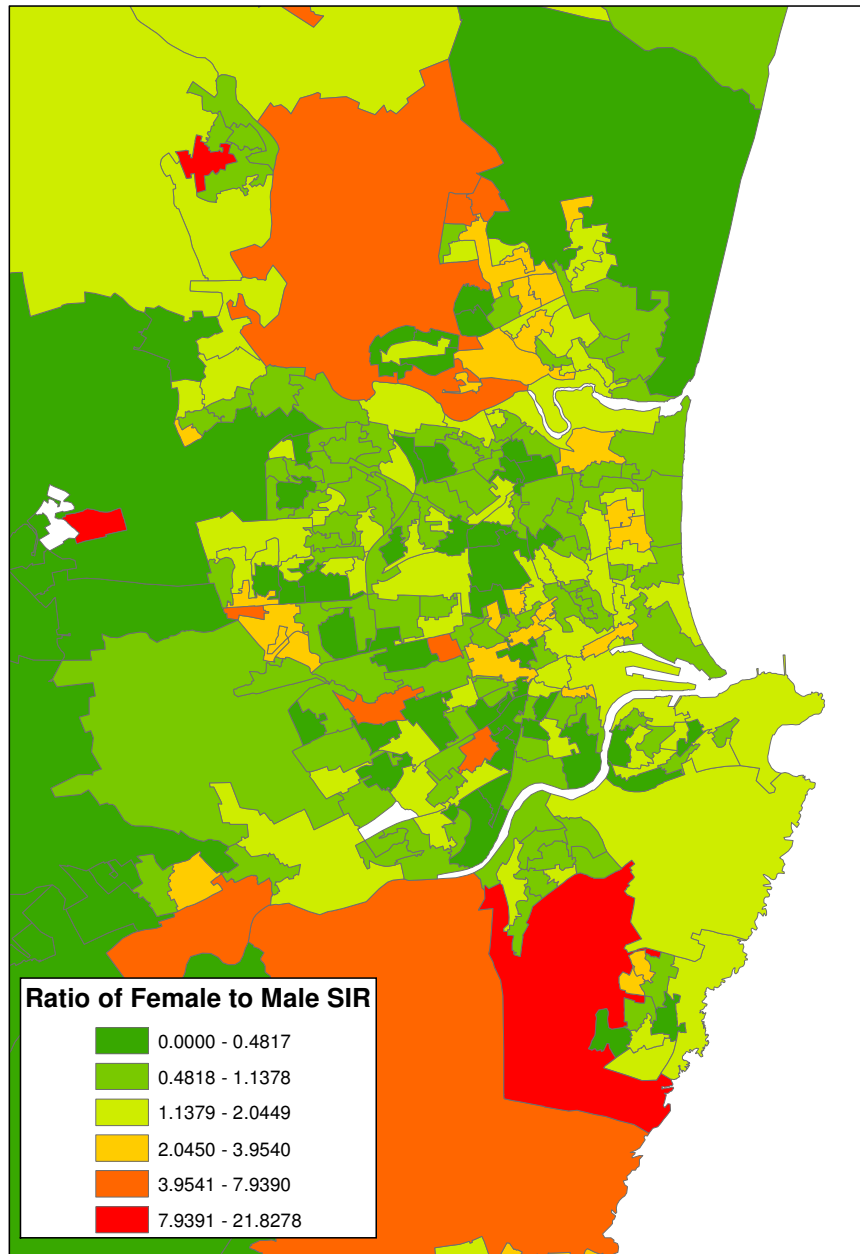 Ratio of Female to Male SIR
0.0000 - 0.4817
0.4818 - 1.1378
1.1379 - 2.0449
2.0450 - 3.9540
3.9541 - 7.9390
7.9391 - 21.8278